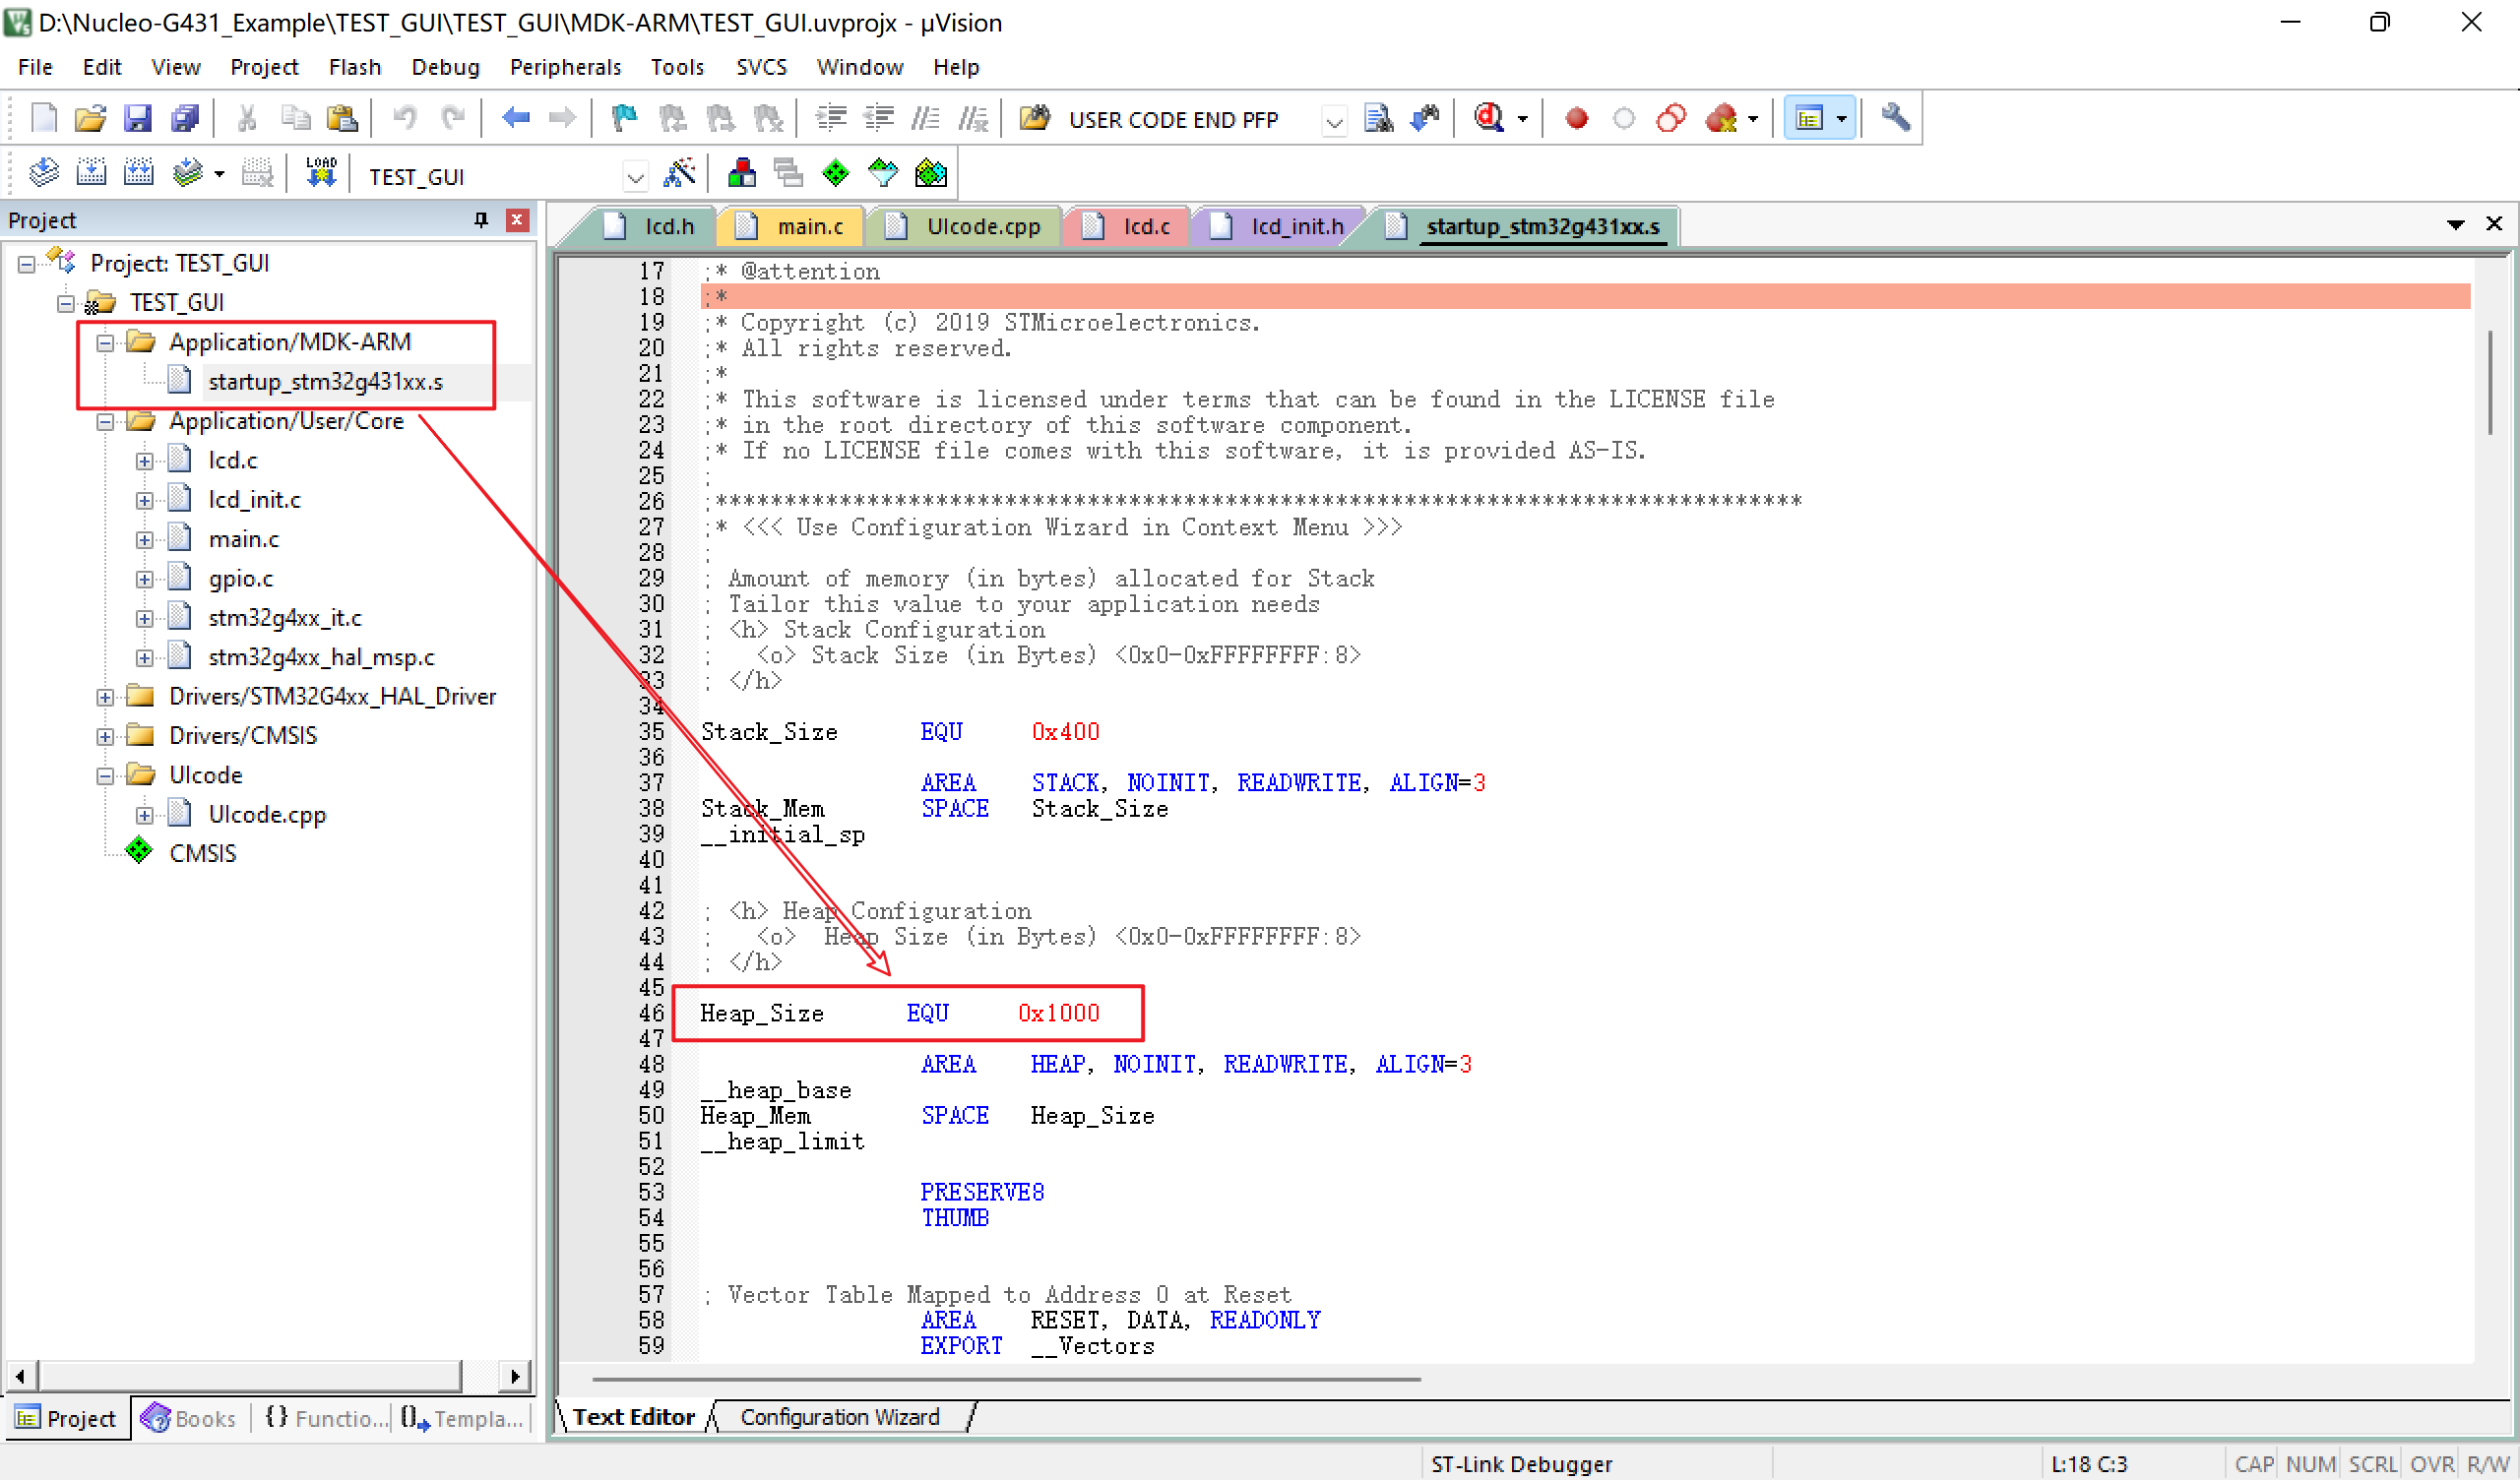 D:\Nucleo-G431_Example\TEST_GUI\TEST_GUI\MDK-ARM\TEST_GUI.uvprojx - µVision
File Edit View Project Flash Debug Peripherals Tools SVCS Window Help
USER CODE END PFP
LOAD TEST_GUI
Project
Project: TEST_GUI
TEST_GUI
Application/MDK-ARM
startup_stm32g431xx.s
Application/User/Core
lcd.c
lcd_init.c
main.c
gpio.c
stm32g4xx_it.c
stm32g4xx_hal_msp.c
Drivers/STM32G4xx_HAL_Driver
Drivers/CMSIS
UIcode
UIcode.cpp
CMSIS
Project Books {} Functio... Templa...
lcd.h main.c UIcode.cpp lcd.c lcd_init.h startup_stm32g431xx.s
17 ;* @attention
18 ;*
19 ;* Copyright (c) 2019 STMicroelectronics.
20 ;* All rights reserved.
21 ;*
22 ;* This software is licensed under terms that can be found in the LICENSE file
23 ;* in the root directory of this software component.
24 ;* If no LICENSE file comes with this software, it is provided AS-IS.
25 ;
26 ;*******************************************************************************
27 ;* <<< Use Configuration Wizard in Context Menu >>>
28 ;
29 ; Amount of memory (in bytes) allocated for Stack
30 ; Tailor this value to your application needs
31 ; <h> Stack Configuration
32 ;   <o> Stack Size (in Bytes) <0x0-0xFFFFFFFF:8>
33 ; </h>
34
35 Stack_Size      EQU     0x400
36
37                 AREA    STACK, NOINIT, READWRITE, ALIGN=3
38 Stack_Mem       SPACE   Stack_Size
39 __initial_sp
40
41
42 ; <h> Heap Configuration
43 ;   <o>  Heap Size (in Bytes) <0x0-0xFFFFFFFF:8>
44 ; </h>
45
46 Heap_Size      EQU     0x1000
47
48                 AREA    HEAP, NOINIT, READWRITE, ALIGN=3
49 __heap_base
50 Heap_Mem        SPACE   Heap_Size
51 __heap_limit
52
53                 PRESERVE8
54                 THUMB
55
56
57 ; Vector Table Mapped to Address 0 at Reset
58                 AREA    RESET, DATA, READONLY
59                 EXPORT  __Vectors
Text Editor Configuration Wizard
ST-Link Debugger L:18 C:3 CAP NUM SCRL OVR R/W